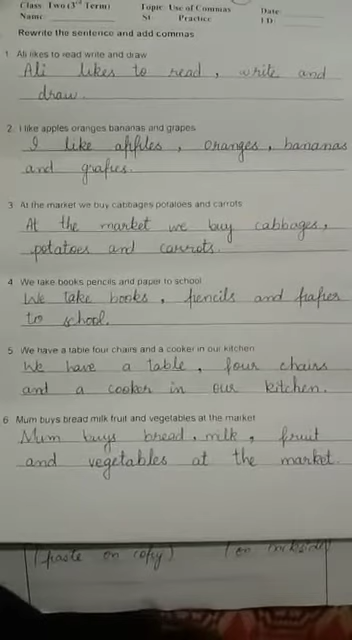 Class: Two (3rd Term) Topic: Use of Commas Date:
Name: St: Practice I.D:
Rewrite the sentence and add commas
1. Ali likes to read write and draw
Ali likes to read, write and
draw.
2. I like apples oranges bananas and grapes
I like apples, oranges, bananas
and grapes.
3 At the market we buy cabbages potatoes and carrots
At the market we buy cabbages,
potatoes and carrots.
4 We take books pencils and paper to school
We take books, pencils and paper
to school.
5 We have a table four chairs and a cooker in our kitchen
We have a table, four chairs
and a cooker in our kitchen.
6 Mum buys bread milk fruit and vegetables at the market
Mum buys bread, milk, fruit
and vegetables at the market.
(paste on copy) (on